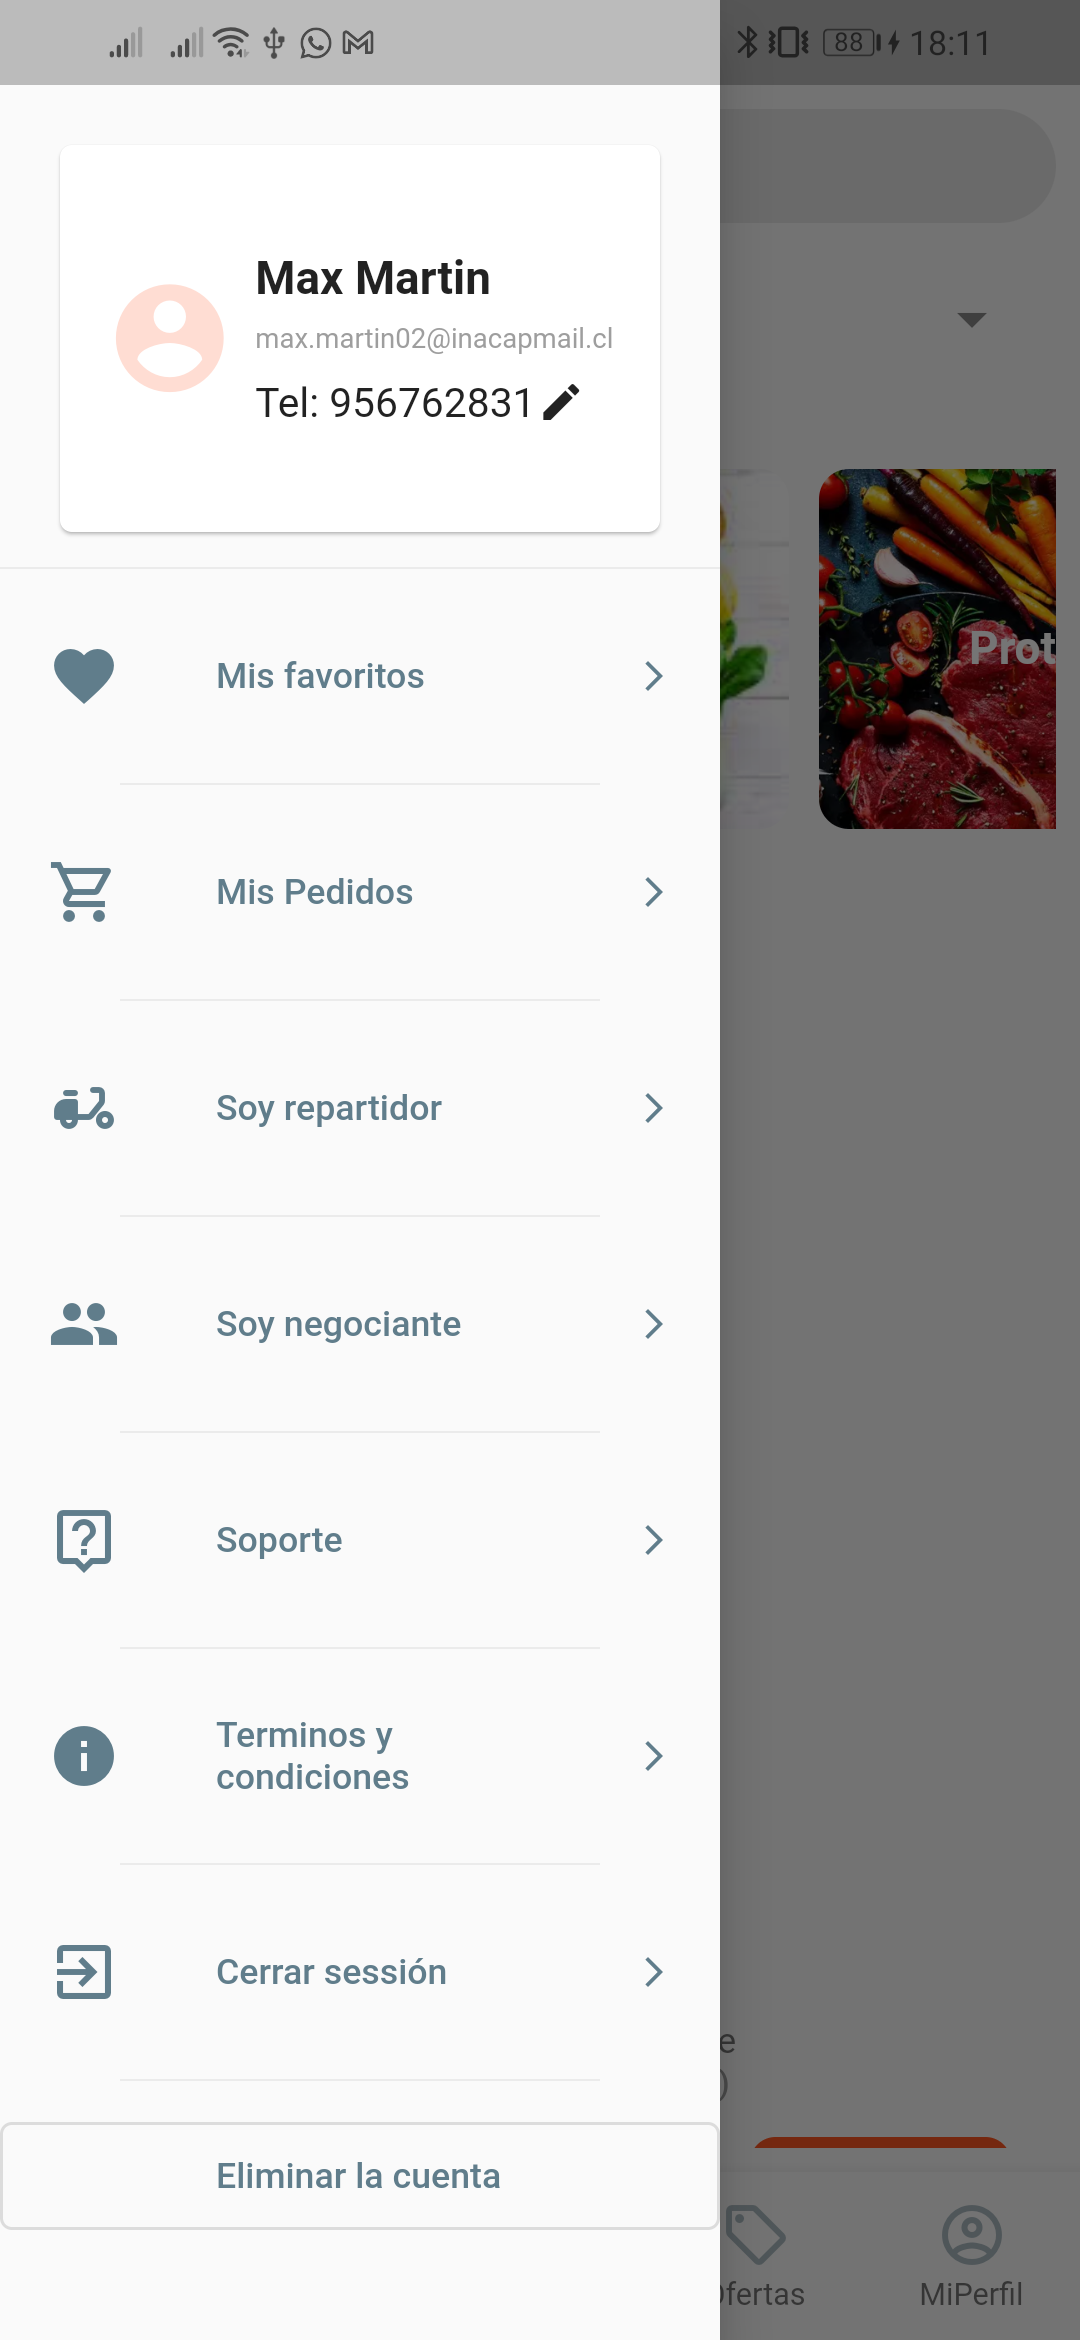 88 18:11
Max Martin
max.martin02@inacapmail.cl
Tel: 956762831
Prot
Mis favoritos
Mis Pedidos
Soy repartidor
Soy negociante
Soporte
Terminos y
condiciones
Cerrar sessión
e
)
Eliminar la cuenta
fertas
MiPerfil